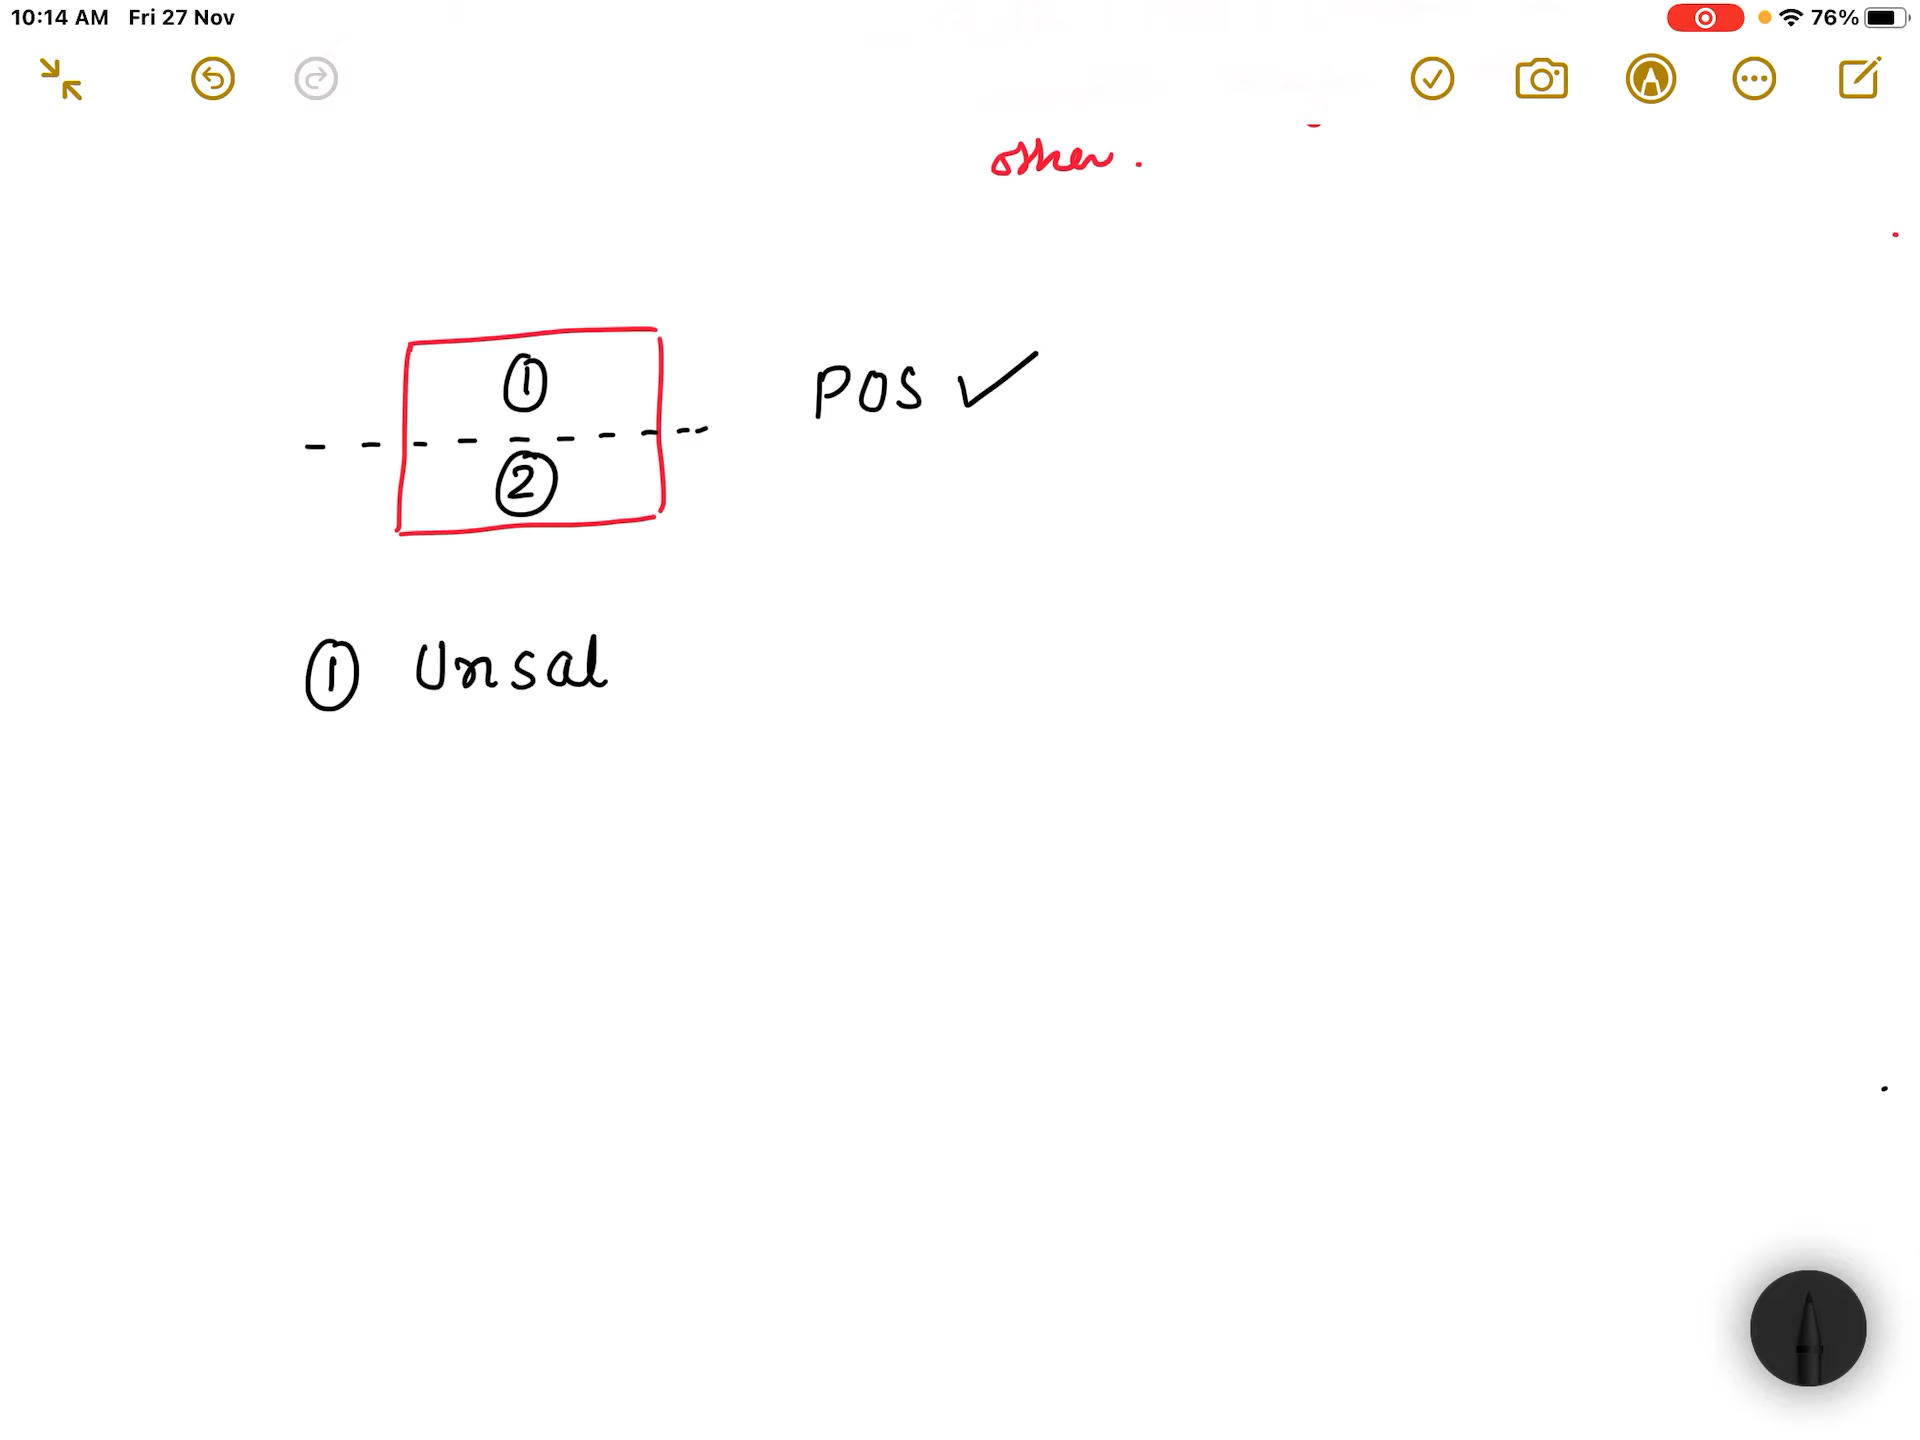 10:14 AM Fri 27 Nov 76%
other.
①
POS ✓
②
① Unsal